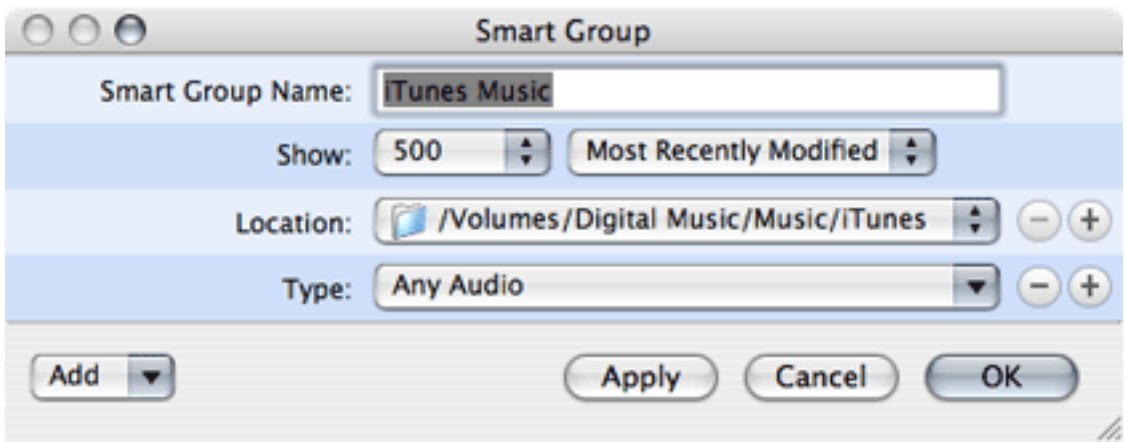 Smart Group
Smart Group Name: iTunes Music
Show: 500 Most Recently Modified
Location: /Volumes/Digital Music/Music/iTunes
Type: Any Audio
Add Apply Cancel OK